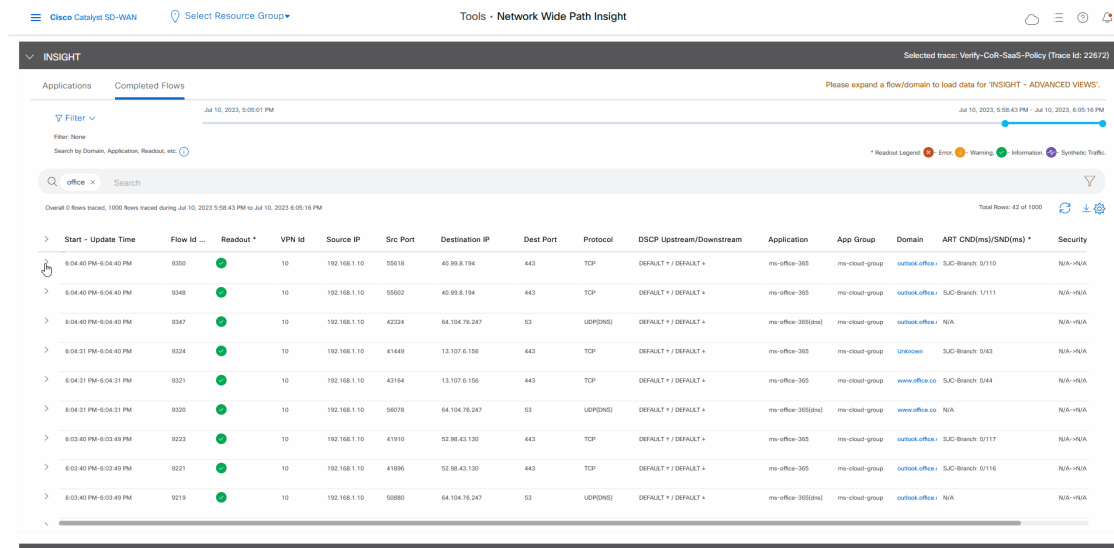 Cisco Catalyst SD-WAN
Select Resource Group▾
Tools · Network Wide Path Insight
INSIGHT
Selected trace: Verify-CoR-SaaS-Policy (Trace Id: 22672)
Applications
Completed Flows
Please expand a flow/domain to load data for 'INSIGHT - ADVANCED VIEWS'.
Filter
Jul 10, 2023, 5:05:01 PM
Jul 10, 2023, 5:58:43 PM - Jul 10, 2023, 6:05:16 PM
Filter: None
Search by Domain, Application, Readout, etc.
* Readout Legend: - Error, - Warning, - Information, - Synthetic Traffic.
office × Search
Overall 0 flows traced, 1000 flows traced during Jul 10, 2023 5:58:43 PM to Jul 10, 2023 6:05:16 PM
Total Rows: 42 of 1000
Start - Update Time Flow Id ... Readout * VPN Id Source IP Src Port Destination IP Dest Port Protocol DSCP Upstream/Downstream Application App Group Domain ART CND(ms)/SND(ms) * Security
6:04:40 PM-6:04:40 PM 9350 10 192.168.1.10 55618 40.99.8.194 443 TCP DEFAULT ↑ / DEFAULT ↓ ms-office-365 ms-cloud-group outlook.office. SJC-Branch: 0/110 N/A->N/A
6:04:40 PM-6:04:40 PM 9348 10 192.168.1.10 55602 40.99.8.194 443 TCP DEFAULT ↑ / DEFAULT ↓ ms-office-365 ms-cloud-group outlook.office. SJC-Branch: 1/111 N/A->N/A
6:04:40 PM-6:04:40 PM 9347 10 192.168.1.10 42324 64.104.76.247 53 UDP(DNS) DEFAULT ↑ / DEFAULT ↓ ms-office-365(dns) ms-cloud-group outlook.office. N/A N/A->N/A
6:04:31 PM-6:04:31 PM 9324 10 192.168.1.10 41449 13.107.6.156 443 TCP DEFAULT ↑ / DEFAULT ↓ ms-office-365 ms-cloud-group Unknown SJC-Branch: 0/43 N/A->N/A
6:04:31 PM-6:04:31 PM 9321 10 192.168.1.10 43164 13.107.6.156 443 TCP DEFAULT ↑ / DEFAULT ↓ ms-office-365 ms-cloud-group www.office.co SJC-Branch: 0/44 N/A->N/A
6:04:31 PM-6:04:31 PM 9320 10 192.168.1.10 56078 64.104.76.247 53 UDP(DNS) DEFAULT ↑ / DEFAULT ↓ ms-office-365(dns) ms-cloud-group www.office.co N/A N/A->N/A
6:03:40 PM-6:03:49 PM 9223 10 192.168.1.10 41910 52.98.43.130 443 TCP DEFAULT ↑ / DEFAULT ↓ ms-office-365 ms-cloud-group outlook.office. SJC-Branch: 0/117 N/A->N/A
6:03:40 PM-6:03:49 PM 9221 10 192.168.1.10 41896 52.98.43.130 443 TCP DEFAULT ↑ / DEFAULT ↓ ms-office-365 ms-cloud-group outlook.office. SJC-Branch: 0/116 N/A->N/A
6:03:40 PM-6:03:49 PM 9219 10 192.168.1.10 50880 64.104.76.247 53 UDP(DNS) DEFAULT ↑ / DEFAULT ↓ ms-office-365(dns) ms-cloud-group outlook.office. N/A N/A->N/A